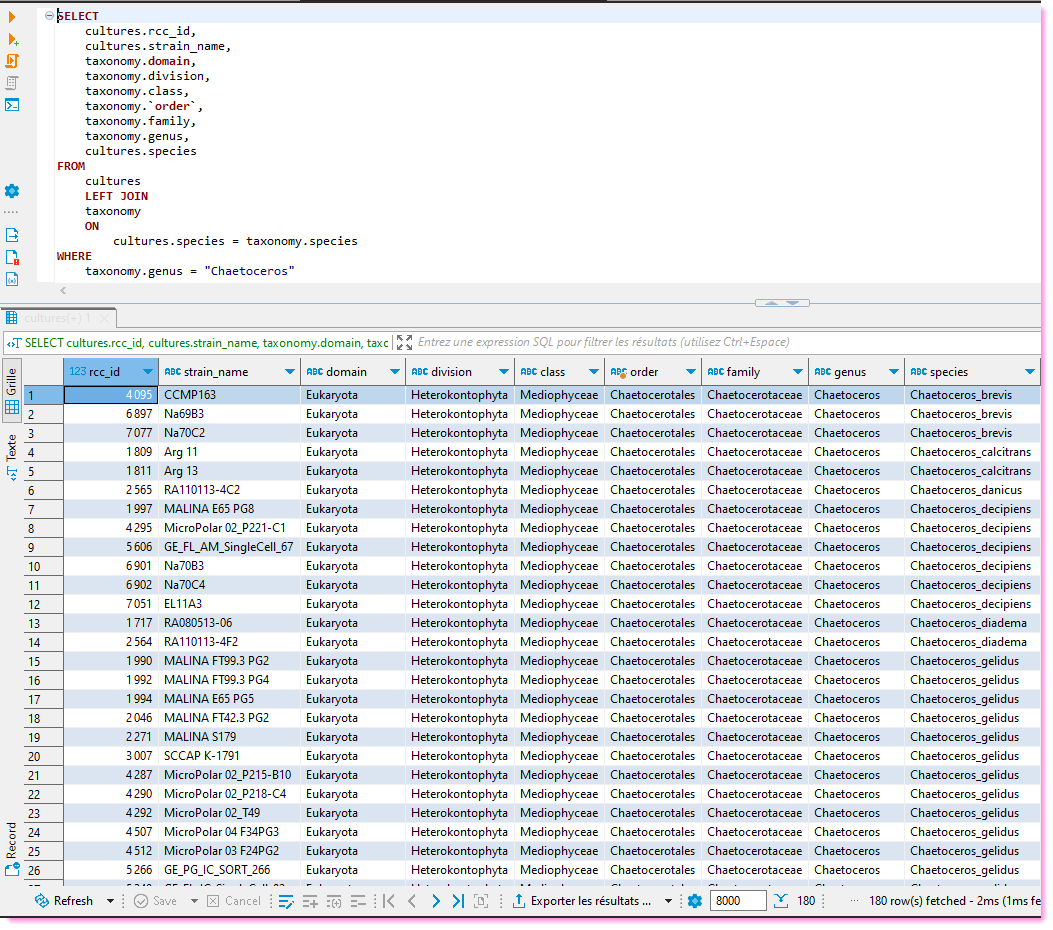 SELECT
cultures.rcc_id,
cultures.strain_name,
taxonomy.domain,
taxonomy.division,
taxonomy.class,
taxonomy.`order`,
taxonomy.family,
taxonomy.genus,
cultures.species
FROM
cultures
LEFT JOIN
taxonomy
ON
cultures.species = taxonomy.species
WHERE
taxonomy.genus = "Chaetoceros"
cultures(+) 1
SELECT cultures.rcc_id, cultures.strain_name, taxonomy.domain, taxc Entrez une expression SQL pour filtrer les résultats (utilisez Ctrl+Espace)
Grille
Texte
Record
123 rcc_id ABC strain_name ABC domain ABC division ABC class ABC order ABC family ABC genus ABC species
1 4 095 CCMP163 Eukaryota Heterokontophyta Mediophyceae Chaetocerotales Chaetocerotaceae Chaetoceros Chaetoceros_brevis
2 6 897 Na69B3 Eukaryota Heterokontophyta Mediophyceae Chaetocerotales Chaetocerotaceae Chaetoceros Chaetoceros_brevis
3 7 077 Na70C2 Eukaryota Heterokontophyta Mediophyceae Chaetocerotales Chaetocerotaceae Chaetoceros Chaetoceros_brevis
4 1 809 Arg 11 Eukaryota Heterokontophyta Mediophyceae Chaetocerotales Chaetocerotaceae Chaetoceros Chaetoceros_calcitrans
5 1 811 Arg 13 Eukaryota Heterokontophyta Mediophyceae Chaetocerotales Chaetocerotaceae Chaetoceros Chaetoceros_calcitrans
6 2 565 RA110113-4C2 Eukaryota Heterokontophyta Mediophyceae Chaetocerotales Chaetocerotaceae Chaetoceros Chaetoceros_danicus
7 1 997 MALINA E65 PG8 Eukaryota Heterokontophyta Mediophyceae Chaetocerotales Chaetocerotaceae Chaetoceros Chaetoceros_decipiens
8 4 295 MicroPolar 02_P221-C1 Eukaryota Heterokontophyta Mediophyceae Chaetocerotales Chaetocerotaceae Chaetoceros Chaetoceros_decipiens
9 5 606 GE_FL_AM_SingleCell_67 Eukaryota Heterokontophyta Mediophyceae Chaetocerotales Chaetocerotaceae Chaetoceros Chaetoceros_decipiens
10 6 901 Na70B3 Eukaryota Heterokontophyta Mediophyceae Chaetocerotales Chaetocerotaceae Chaetoceros Chaetoceros_decipiens
11 6 902 Na70C4 Eukaryota Heterokontophyta Mediophyceae Chaetocerotales Chaetocerotaceae Chaetoceros Chaetoceros_decipiens
12 7 051 EL11A3 Eukaryota Heterokontophyta Mediophyceae Chaetocerotales Chaetocerotaceae Chaetoceros Chaetoceros_decipiens
13 1 717 RA080513-06 Eukaryota Heterokontophyta Mediophyceae Chaetocerotales Chaetocerotaceae Chaetoceros Chaetoceros_diadema
14 2 564 RA110113-4F2 Eukaryota Heterokontophyta Mediophyceae Chaetocerotales Chaetocerotaceae Chaetoceros Chaetoceros_diadema
15 1 990 MALINA FT99.3 PG2 Eukaryota Heterokontophyta Mediophyceae Chaetocerotales Chaetocerotaceae Chaetoceros Chaetoceros_gelidus
16 1 992 MALINA FT99.3 PG4 Eukaryota Heterokontophyta Mediophyceae Chaetocerotales Chaetocerotaceae Chaetoceros Chaetoceros_gelidus
17 1 994 MALINA E65 PG5 Eukaryota Heterokontophyta Mediophyceae Chaetocerotales Chaetocerotaceae Chaetoceros Chaetoceros_gelidus
18 2 046 MALINA FT42.3 PG2 Eukaryota Heterokontophyta Mediophyceae Chaetocerotales Chaetocerotaceae Chaetoceros Chaetoceros_gelidus
19 2 271 MALINA S179 Eukaryota Heterokontophyta Mediophyceae Chaetocerotales Chaetocerotaceae Chaetoceros Chaetoceros_gelidus
20 3 007 SCCAP K-1791 Eukaryota Heterokontophyta Mediophyceae Chaetocerotales Chaetocerotaceae Chaetoceros Chaetoceros_gelidus
21 4 287 MicroPolar 02_P215-B10 Eukaryota Heterokontophyta Mediophyceae Chaetocerotales Chaetocerotaceae Chaetoceros Chaetoceros_gelidus
22 4 290 MicroPolar 02_P218-C4 Eukaryota Heterokontophyta Mediophyceae Chaetocerotales Chaetocerotaceae Chaetoceros Chaetoceros_gelidus
23 4 292 MicroPolar 02_T49 Eukaryota Heterokontophyta Mediophyceae Chaetocerotales Chaetocerotaceae Chaetoceros Chaetoceros_gelidus
24 4 507 MicroPolar 04 F34PG3 Eukaryota Heterokontophyta Mediophyceae Chaetocerotales Chaetocerotaceae Chaetoceros Chaetoceros_gelidus
25 4 512 MicroPolar 03 F24PG2 Eukaryota Heterokontophyta Mediophyceae Chaetocerotales Chaetocerotaceae Chaetoceros Chaetoceros_gelidus
26 5 266 GE_PG_IC_SORT_266 Eukaryota Heterokontophyta Mediophyceae Chaetocerotales Chaetocerotaceae Chaetoceros Chaetoceros_gelidus
Refresh Save Cancel Exporter les résultats ... 8000 180 ... 180 row(s) fetched - 2ms (1ms fe